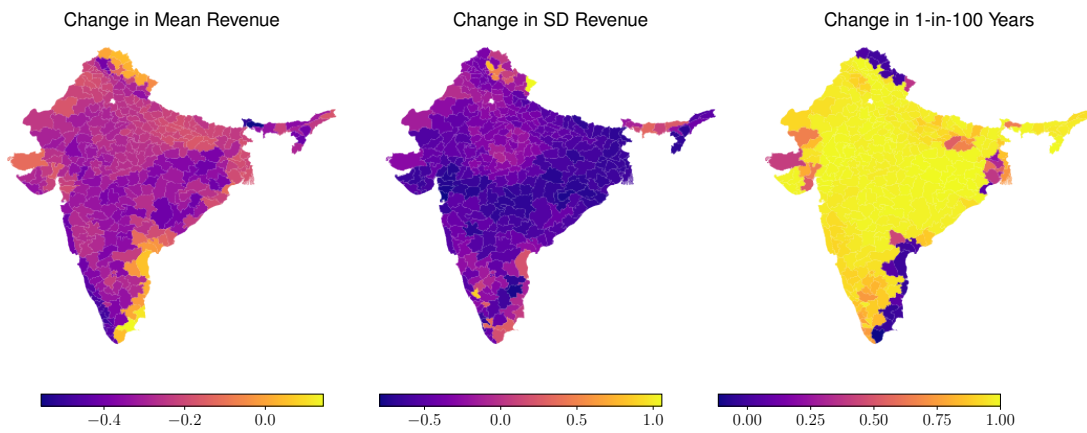 Change in Mean Revenue
Change in SD Revenue
Change in 1-in-100 Years
−0.4 −0.2 0.0
−0.5 0.0 0.5 1.0
0.00 0.25 0.50 0.75 1.00